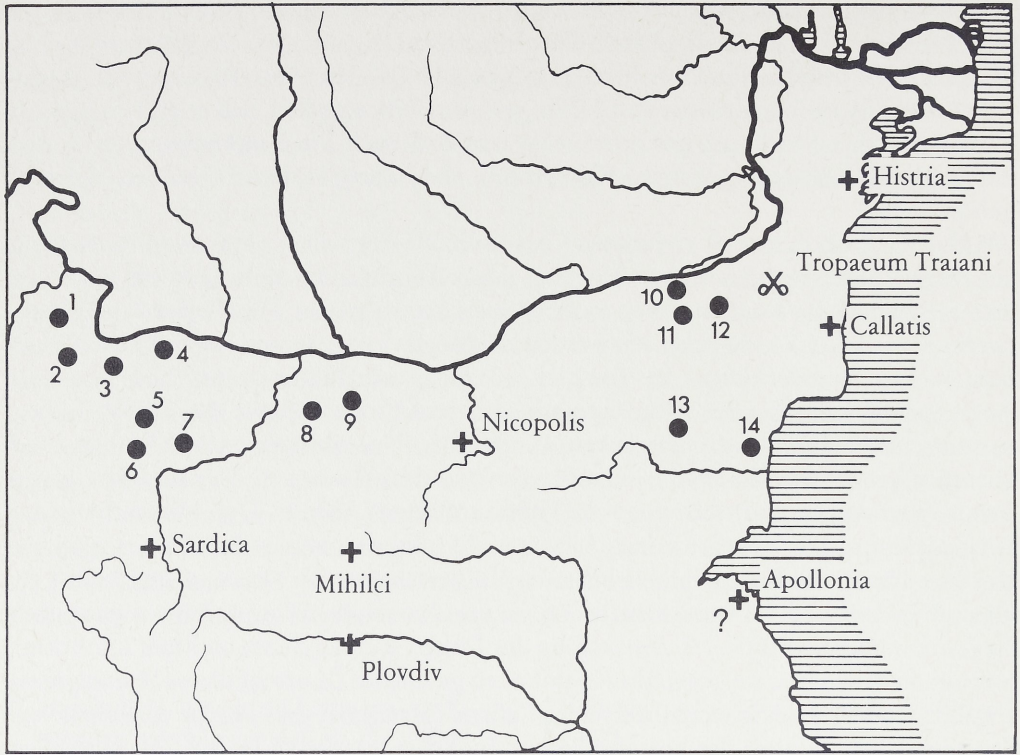 Histria
Tropaeum Traiani
10
11
12
Callatis
1
2
3
4
5
6
7
8
9
Nicopolis
13
14
Sardica
Mihilci
Apollonia
?
Plovdiv